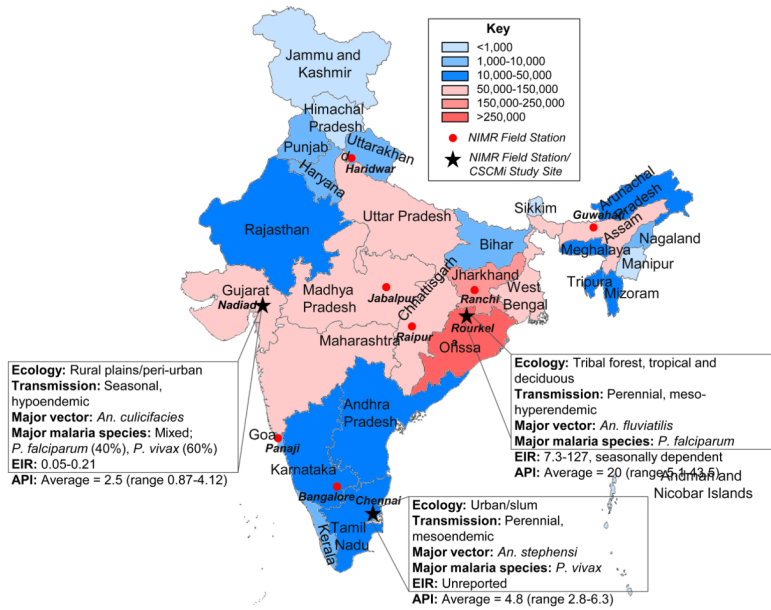 Key
<1,000
1,000-10,000
10,000-50,000
50,000-150,000
150,000-250,000
>250,000
NIMR Field Station
NIMR Field Station/
CSCMi Study Site
Jammu and
Kashmir
Himachal
Pradesh
Punjab
Uttarakhan
d
Haridwar
Haryana
Rajasthan
Uttar Pradesh
Sikkim
Arunachal
Pradesh
Guwahati
Assam
Nagaland
Meghalaya
Manipur
Tripura
Mizoram
Bihar
Jharkhand
Ranchi
West
Bengal
Gujarat
Nadiad
Madhya
Pradesh
Jabalpur
Chhattisgarh
Raipur
Maharashtra
Rourkel
a
Orissa
Ecology: Rural plains/peri-urban
Transmission: Seasonal,
hypoendemic
Major vector: An. culicifacies
Major malaria species: Mixed;
P. falciparum (40%), P. vivax (60%)
EIR: 0.05-0.21
API: Average = 2.5 (range 0.87-4.12)
Ecology: Tribal forest, tropical and
deciduous
Transmission: Perennial, meso-
hyperendemic
Major vector: An. fluviatilis
Major malaria species: P. falciparum
EIR: 7.3-127, seasonally dependent
API: Average = 20 (range 5.1-43.5)
Andhra
Pradesh
Goa
Panaji
Karnataka
Bangalore
Chennai
Tamil
Nadu
Kerala
Andman and
Nicobar Islands
Ecology: Urban/slum
Transmission: Perennial,
mesoendemic
Major vector: An. stephensi
Major malaria species: P. vivax
EIR: Unreported
API: Average = 4.8 (range 2.8-6.3)